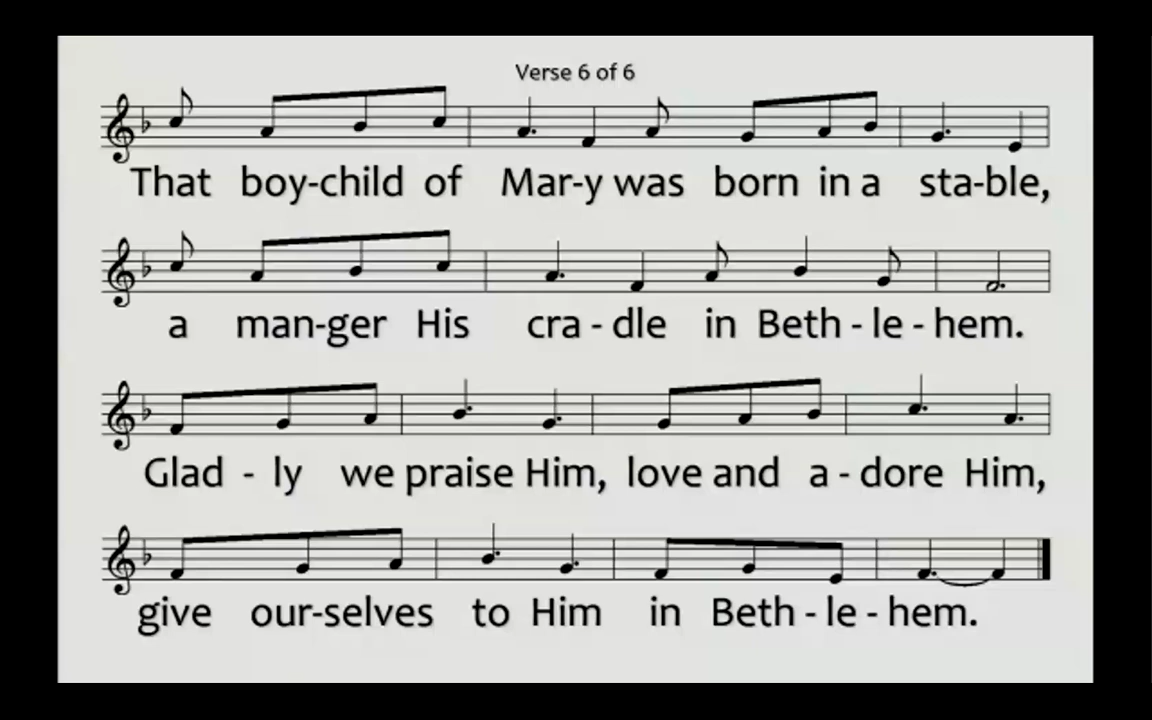 Verse 6 of 6
That boy-child of Mar-y was born in a sta-ble,
a man-ger His cra - dle in Beth - le - hem.
Glad - ly we praise Him, love and a - dore Him,
give our-selves to Him in Beth - le - hem.